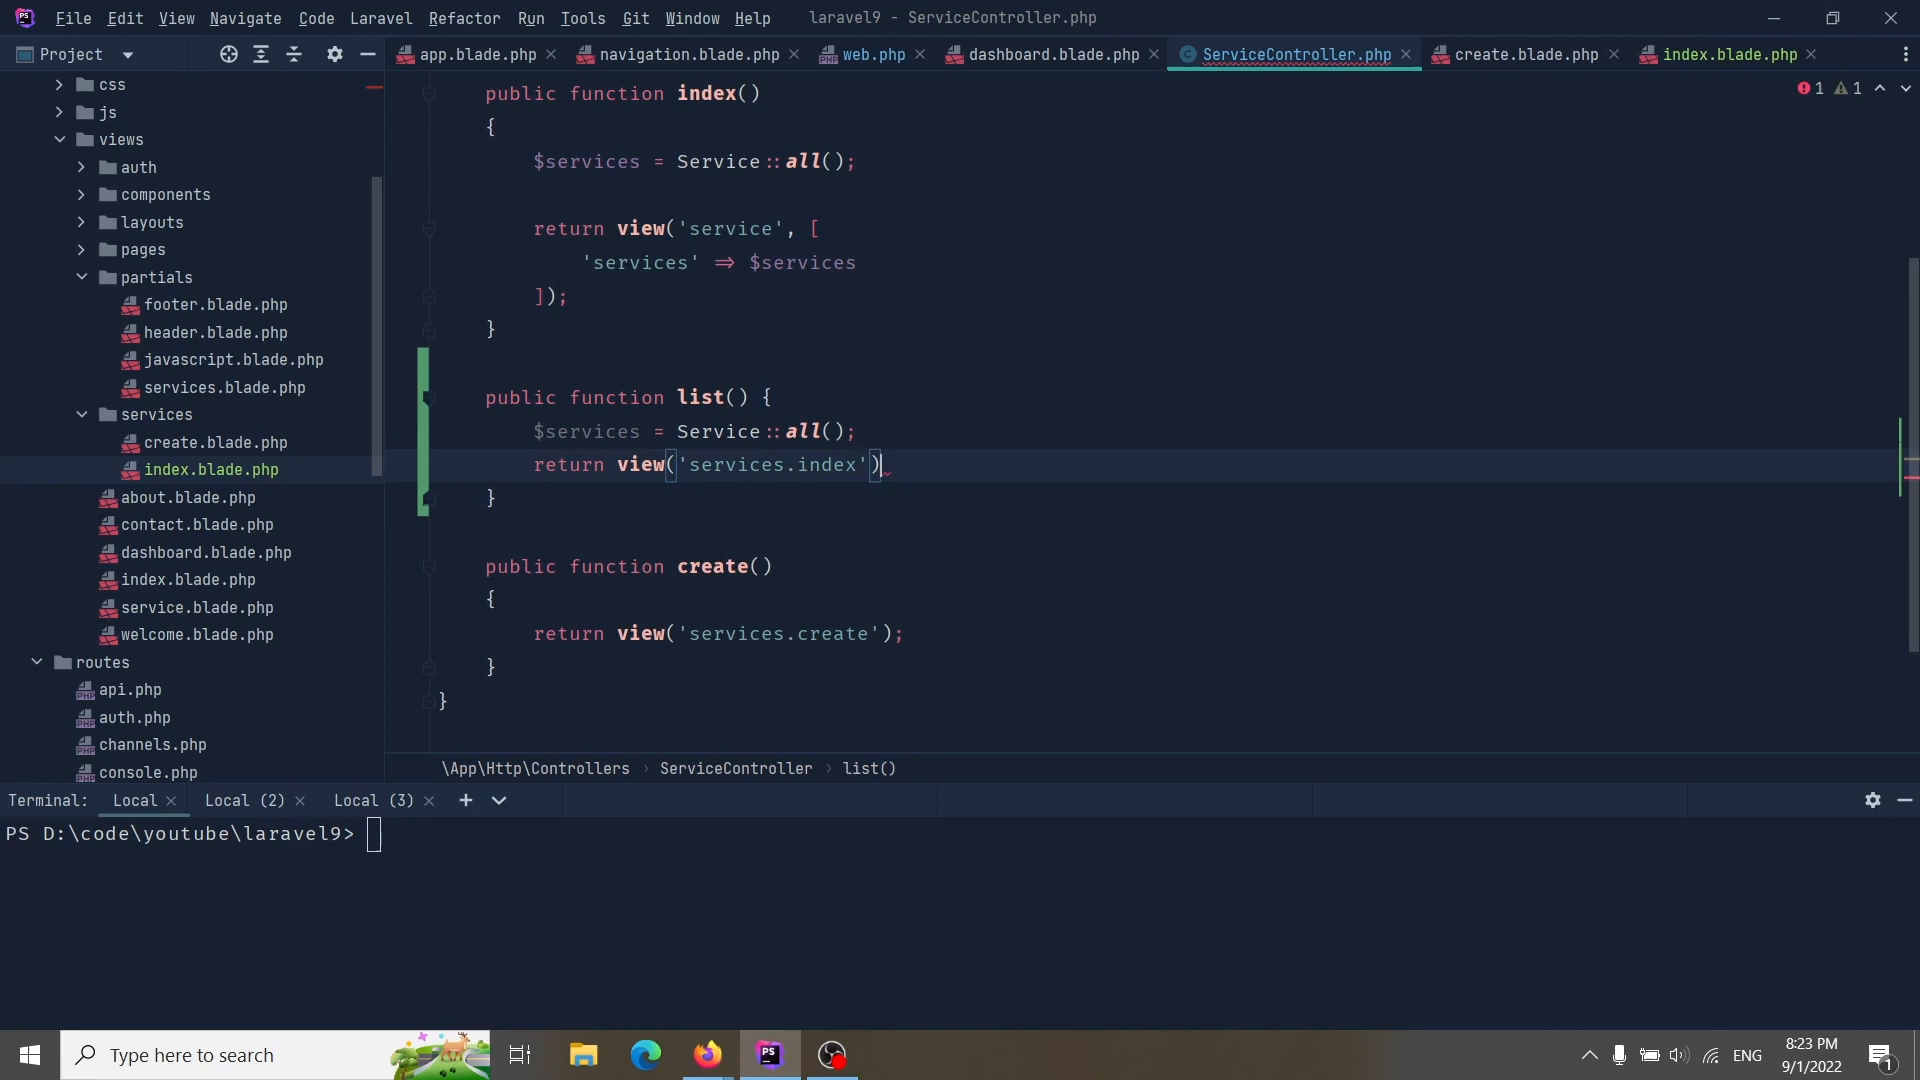 File Edit View Navigate Code Laravel Refactor Run Tools Git Window Help laravel9 - ServiceController.php
Project
app.blade.php navigation.blade.php web.php dashboard.blade.php ServiceController.php create.blade.php index.blade.php
css
js
views
auth
components
layouts
pages
partials
footer.blade.php
header.blade.php
javascript.blade.php
services.blade.php
services
create.blade.php
index.blade.php
about.blade.php
contact.blade.php
dashboard.blade.php
index.blade.php
service.blade.php
welcome.blade.php
routes
api.php
auth.php
channels.php
console.php
1 1
public function index()
{
$services = Service::all();
return view('service', [
'services' => $services
]);
}
public function list() {
$services = Service::all();
return view('services.index')
}
public function create()
{
return view('services.create');
}
}
\App\Http\Controllers › ServiceController › list()
Terminal: Local Local (2) Local (3)
PS D:\code\youtube\laravel9>
Type here to search
PS
ENG
8:23 PM
9/1/2022
1